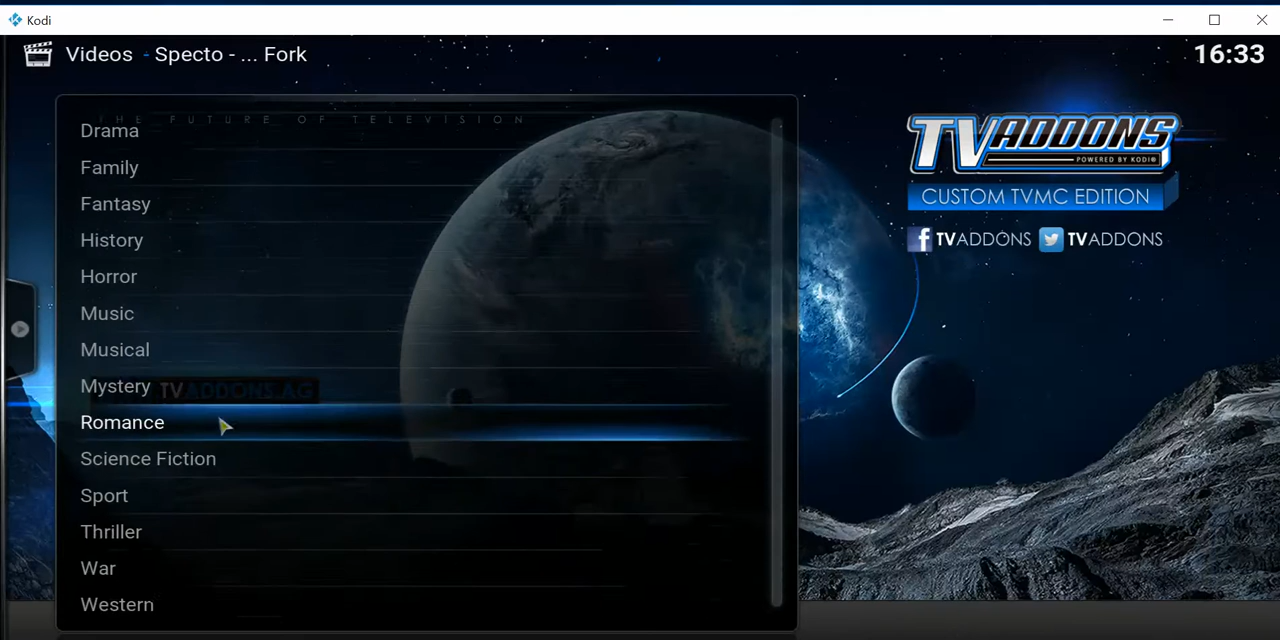 Kodi
Videos - Specto - ... Fork
16:33
THE FUTURE OF TELEVISION
Drama
Family
Fantasy
History
Horror
Music
Musical
Mystery
TVADDONS.AG
Romance
Science Fiction
Sport
Thriller
War
Western
TVADDONS
POWERED BY KODI®
CUSTOM TVMC EDITION
f TVADDONS TVADDONS